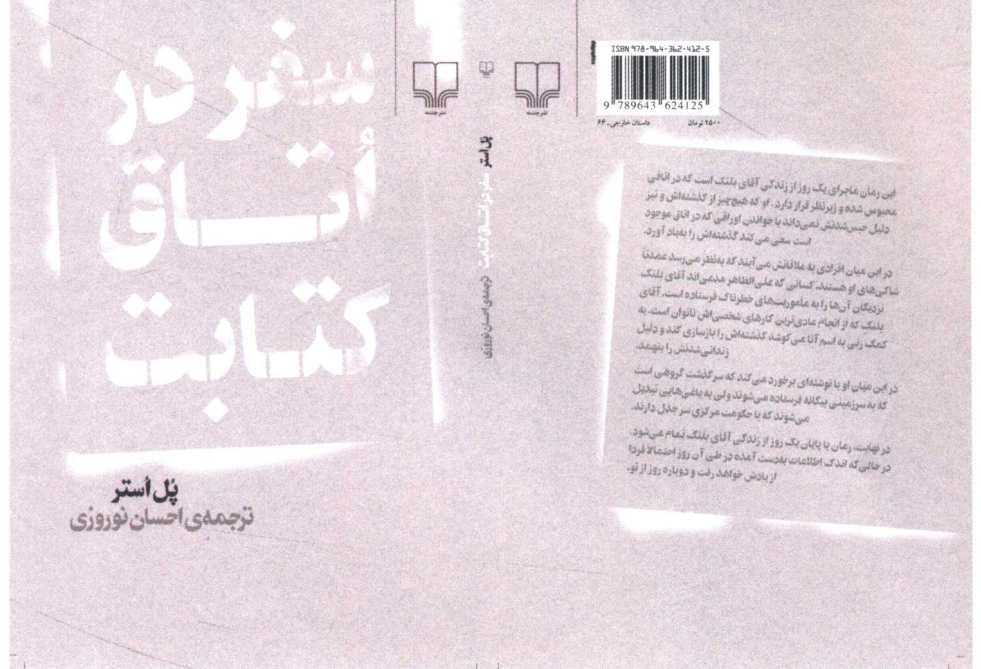 سفر در
اُتاق
کتابت
پُل اُستر
ترجمه‌ی احسان نوروزی
نشرچشمه
نشرچشمه
پُل اُستر سفر در اتاق کتابت ترجمه‌ی احسان نوروزی
ISBN 978-964-362-412-5
9 789643 624125
داستان خارجی ـ ۶۴
۲۵۰۰ تومان
این رمان ماجرای یک روز از زندگی آقای بلنک است که در اتاقی
محبوس شده و زیرنظر قرار دارد. او که هیچ‌چیز از گذشته‌اش و نیز
دلیل حبس‌شدنش نمی‌داند با خواندن اوراقی که در اتاق موجود
است سعی می‌کند گذشته‌اش را به‌یاد آورد.
در این میان افرادی به ملاقاتش می‌آیند که به‌نظر می‌رسد عمدتاً
شاکی‌های او هستند، کسانی که علی‌الظاهر مدعی‌اند آقای بلنک
نزدیکان آن‌ها را به مأموریت‌های خطرناک فرستاده است. آقای
بلنک که از انجام عادی‌ترین کارهای شخصی‌اش ناتوان است، به
کمک زنی به اسم آنا می‌کوشد گذشته‌اش را بازسازی کند و دلیل
زندانی‌شدنش را بفهمد.
در این میان او با نوشته‌ای برخورد می‌کند که سرگذشت گروهی است
که به سرزمینی بیگانه فرستاده می‌شوند ولی به یاغی‌هایی تبدیل
می‌شوند که با حکومت مرکزی سر جدل دارند.
در نهایت، رمان با پایان یک روز از زندگی آقای بلنک تمام می‌شود.
در حالی‌که اندک اطلاعات به‌دست آمده در طی آن روز احتمالاً فردا
از یادش خواهد رفت و دوباره روز از نو.